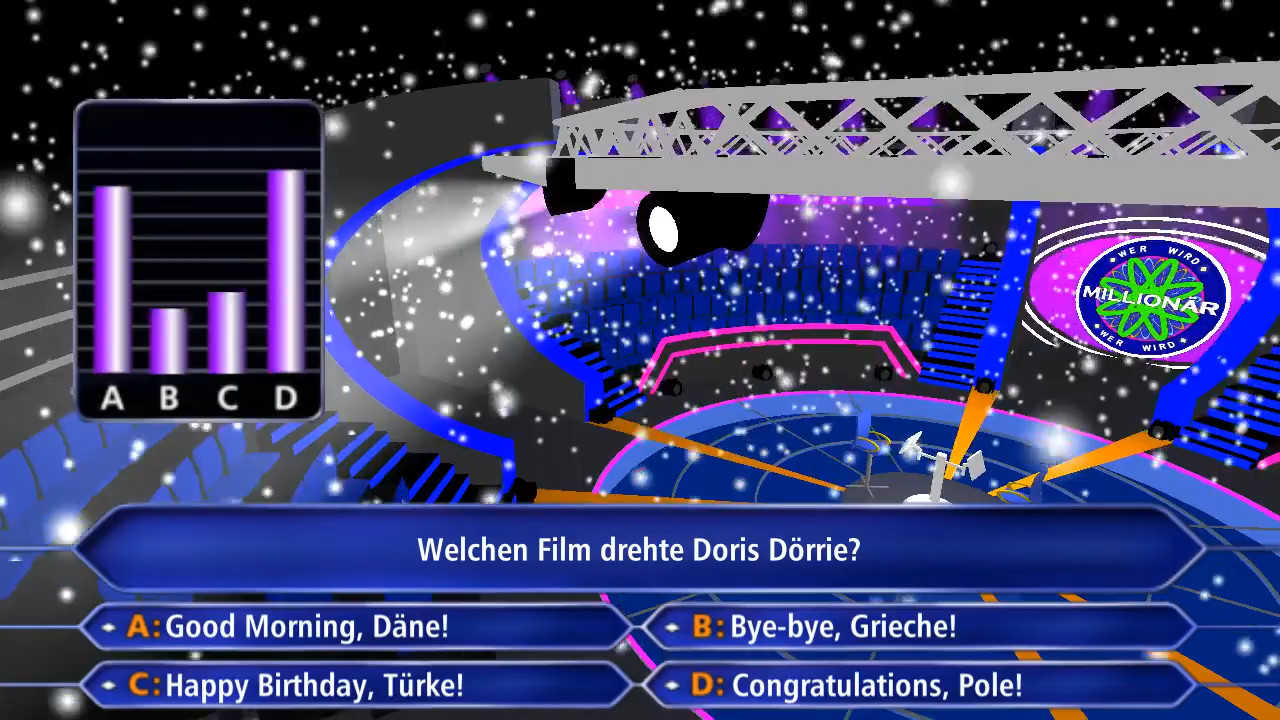 WER WIRD
MILLIONÄR
WER WIRD
A B C D
Welchen Film drehte Doris Dörrie?
A: Good Morning, Däne!
B: Bye-bye, Grieche!
C: Happy Birthday, Türke!
D: Congratulations, Pole!